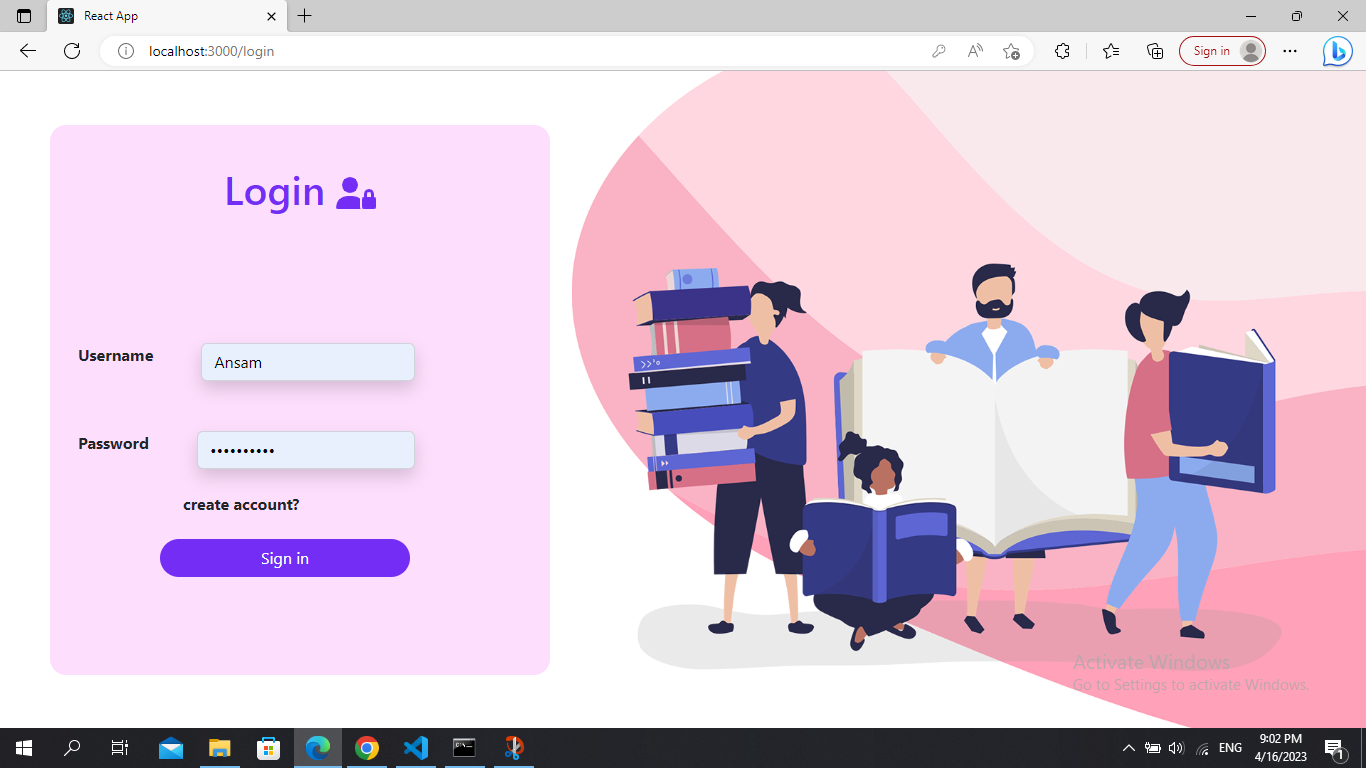 React App
localhost:3000/login
Sign in
Login
Username
Ansam
Password
••••••••••
create account?
Sign in
Activate Windows
Go to Settings to activate Windows.
ENG
9:02 PM
4/16/2023
1